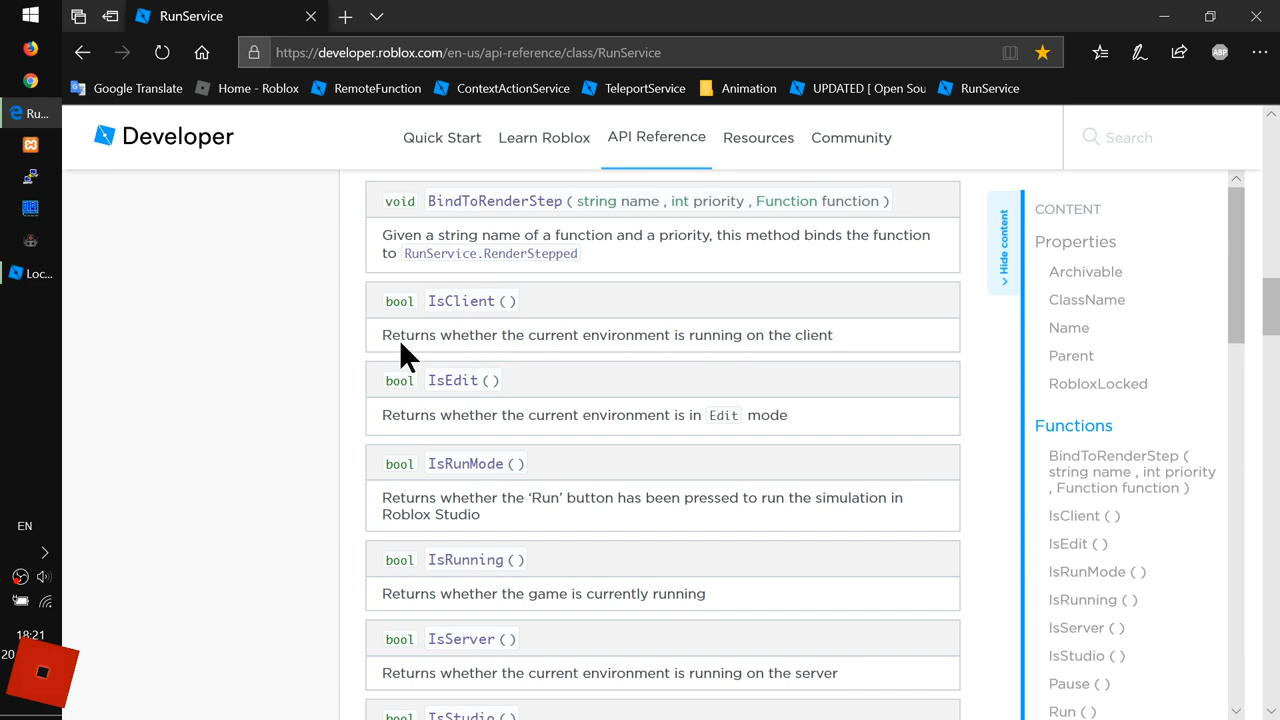 RunService
https://developer.roblox.com/en-us/api-reference/class/RunService
ABP
Google Translate
Home - Roblox
RemoteFunction
ContextActionService
TeleportService
Animation
UPDATED [ Open Sou
RunService
Ru...
Loc...
EN
18:21
20
Developer
Quick Start
Learn Roblox
API Reference
Resources
Community
Search
void BindToRenderStep ( string name , int priority , Function function )
Given a string name of a function and a priority, this method binds the function
to RunService.RenderStepped
bool IsClient ( )
Returns whether the current environment is running on the client
bool IsEdit ( )
Returns whether the current environment is in Edit mode
bool IsRunMode ( )
Returns whether the ‘Run’ button has been pressed to run the simulation in
Roblox Studio
bool IsRunning ( )
Returns whether the game is currently running
bool IsServer ( )
Returns whether the current environment is running on the server
bool IsStudio ( )
Hide content
CONTENT
Properties
Archivable
ClassName
Name
Parent
RobloxLocked
Functions
BindToRenderStep (
string name , int priority
, Function function )
IsClient ( )
IsEdit ( )
IsRunMode ( )
IsRunning ( )
IsServer ( )
IsStudio ( )
Pause ( )
Run ( )